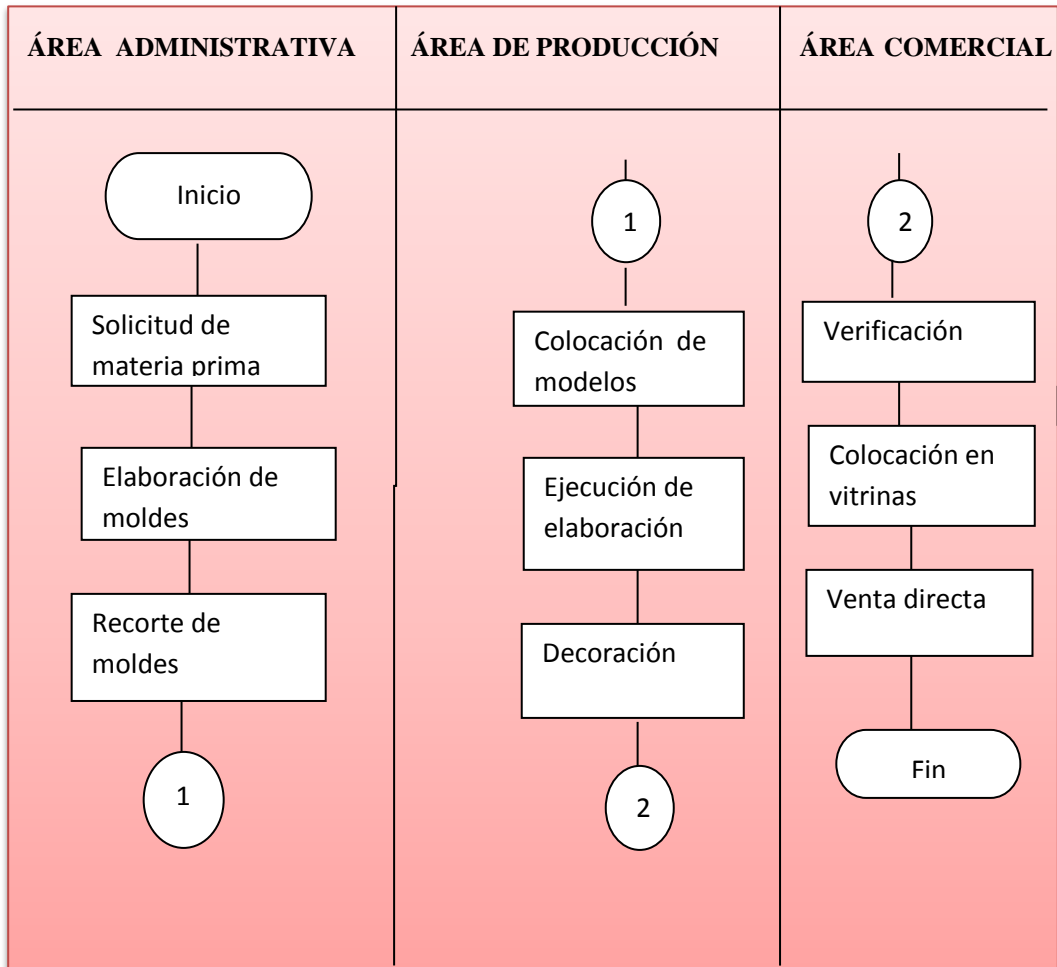 ÁREA ADMINISTRATIVA
Inicio
Solicitud de
materia prima
Elaboración de
moldes
Recorte de
moldes
1
ÁREA DE PRODUCCIÓN
1
Colocación de
modelos
Ejecución de
elaboración
Decoración
2
ÁREA COMERCIAL
2
Verificación
Colocación en
vitrinas
Venta directa
Fin